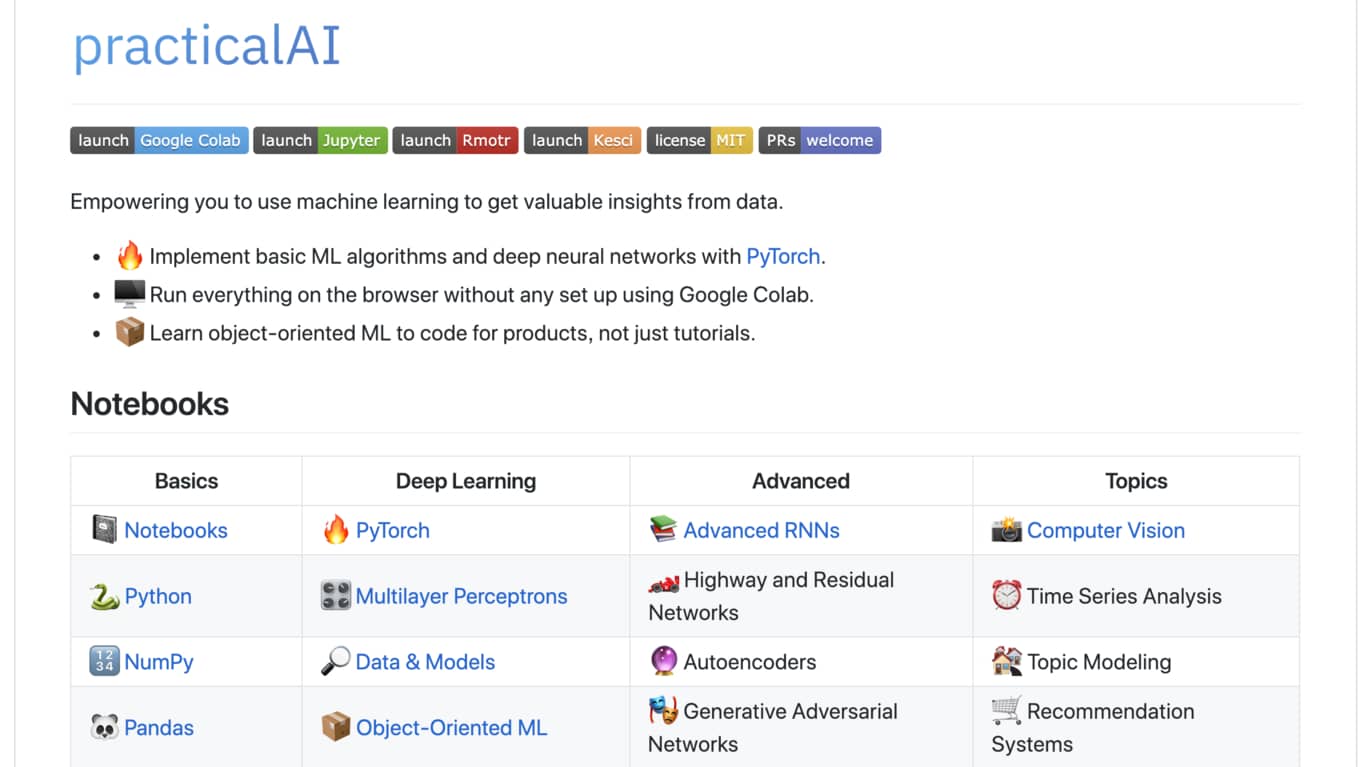 practicalAI
launch Google Colab launch Jupyter launch Rmotr launch Kesci license MIT PRs welcome
Empowering you to use machine learning to get valuable insights from data.
• 🔥 Implement basic ML algorithms and deep neural networks with PyTorch.
• 🖥️ Run everything on the browser without any set up using Google Colab.
• 📦 Learn object-oriented ML to code for products, not just tutorials.
Notebooks
Basics Deep Learning Advanced Topics
📓 Notebooks 🔥 PyTorch 📚 Advanced RNNs 📸 Computer Vision
🐍 Python 🎛️ Multilayer Perceptrons 🏎️ Highway and Residual
Networks ⏰ Time Series Analysis
🔢 NumPy 🔎 Data & Models 🔮 Autoencoders 🏘️ Topic Modeling
🐼 Pandas 📦 Object-Oriented ML 🎭 Generative Adversarial
Networks 🛒 Recommendation
Systems